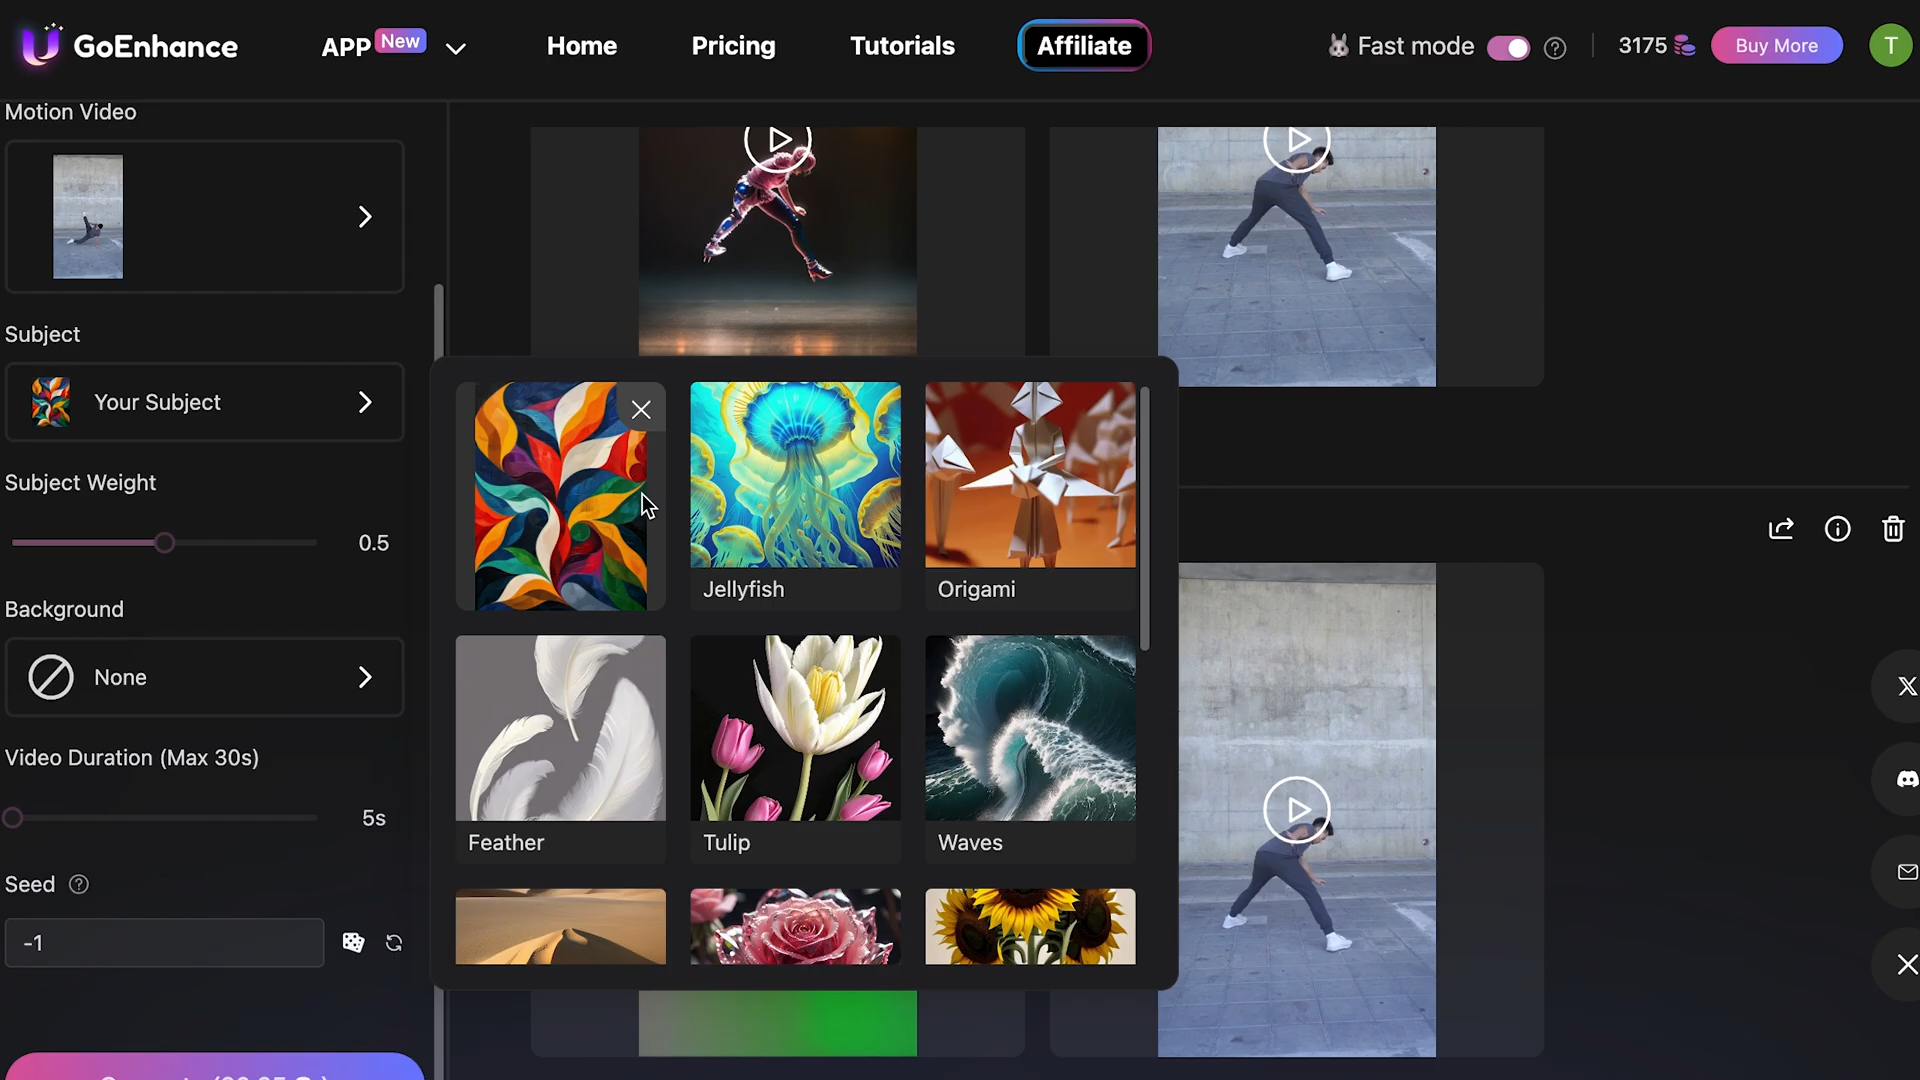 GoEnhance
APP New
Home
Pricing
Tutorials
Affiliate
Fast mode
3175
Buy More
T
Motion Video
Subject
Your Subject
Subject Weight
0.5
Background
None
Video Duration (Max 30s)
5s
Seed
-1
Jellyfish
Origami
Feather
Tulip
Waves